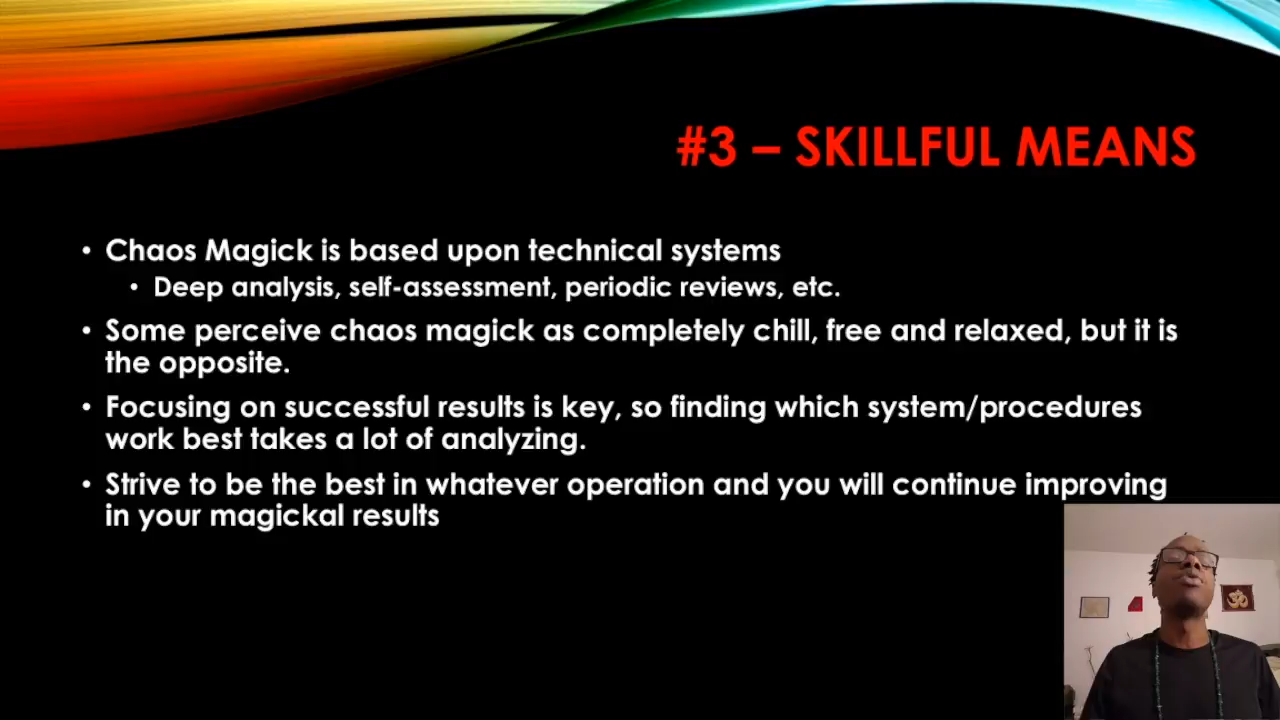 #3 – SKILLFUL MEANS
• Chaos Magick is based upon technical systems
• Deep analysis, self-assessment, periodic reviews, etc.
• Some perceive chaos magick as completely chill, free and relaxed, but it is
the opposite.
• Focusing on successful results is key, so finding which system/procedures
work best takes a lot of analyzing.
• Strive to be the best in whatever operation and you will continue improving
in your magickal results
ॐ